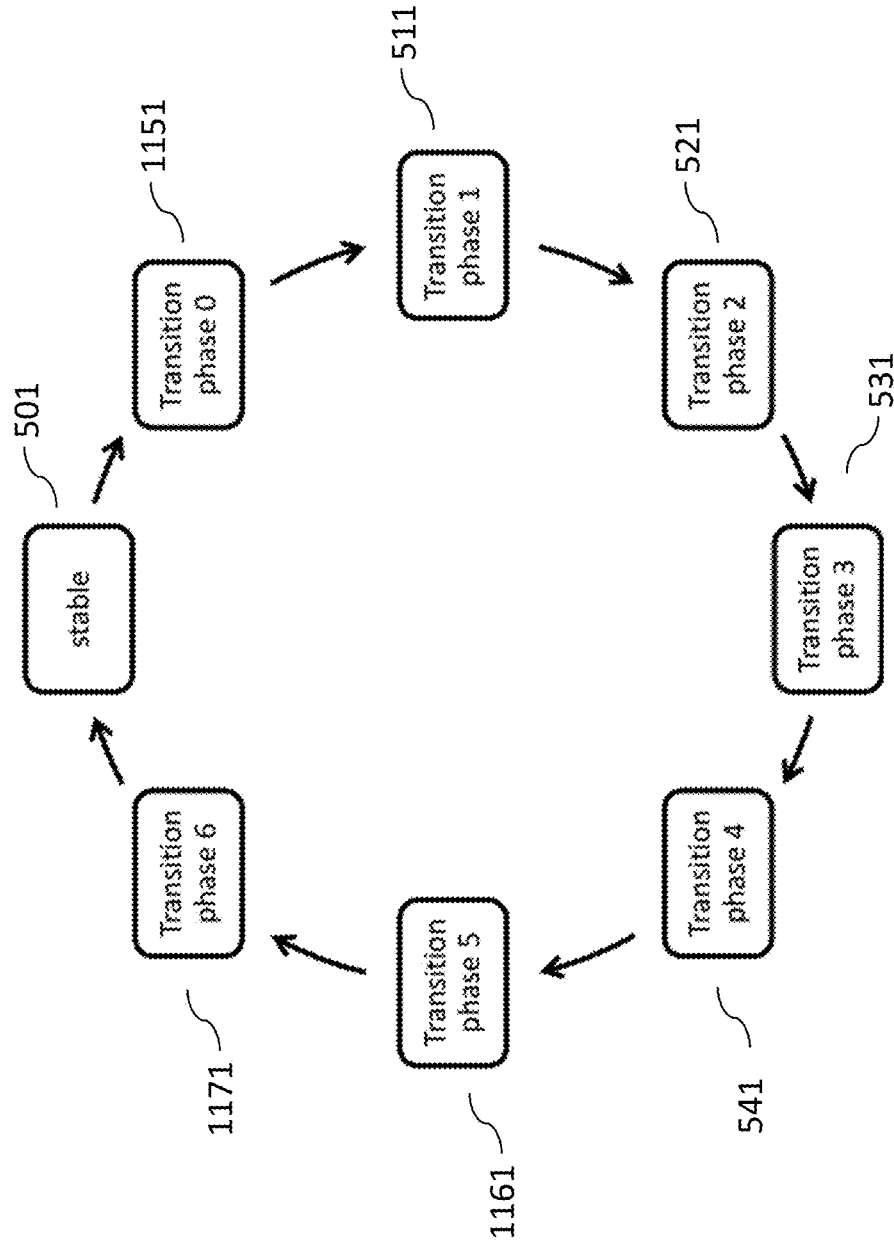 stable
501
Transition
phase 0
1151
Transition
phase 1
511
Transition
phase 2
521
Transition
phase 3
531
Transition
phase 4
541
Transition
phase 5
1161
Transition
phase 6
1171